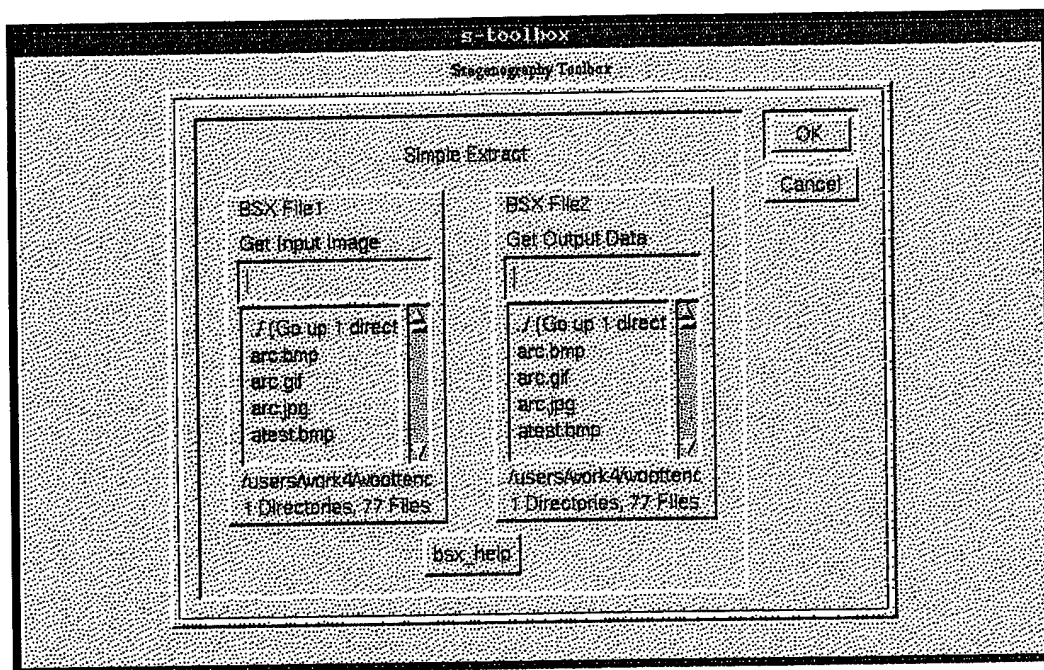 s-toolbox
Steganography Toolbox
OK
Cancel
Simple Extract
BSX File1
Get Input Image
../ (Go up 1 direct
arc.bmp
arc.gif
arc.jpg
atest.bmp
/users/work4/woottenc
1 Directories, 77 Files
BSX File2
Get Output Data
../ (Go up 1 direct
arc.bmp
arc.gif
arc.jpg
atest.bmp
/users/work4/woottenc
1 Directories, 77 Files
bsx_help